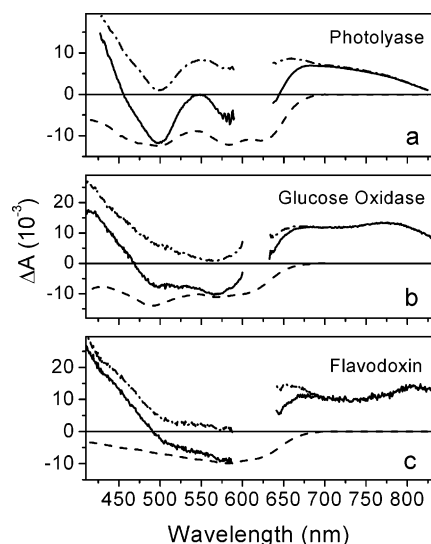 Photolyase
10
0
-10
a
Glucose Oxidase
20
10
0
-10
b
Flavodoxin
20
10
0
-10
c
ΔA (10⁻³)
450 500 550 600 650 700 750 800
Wavelength (nm)